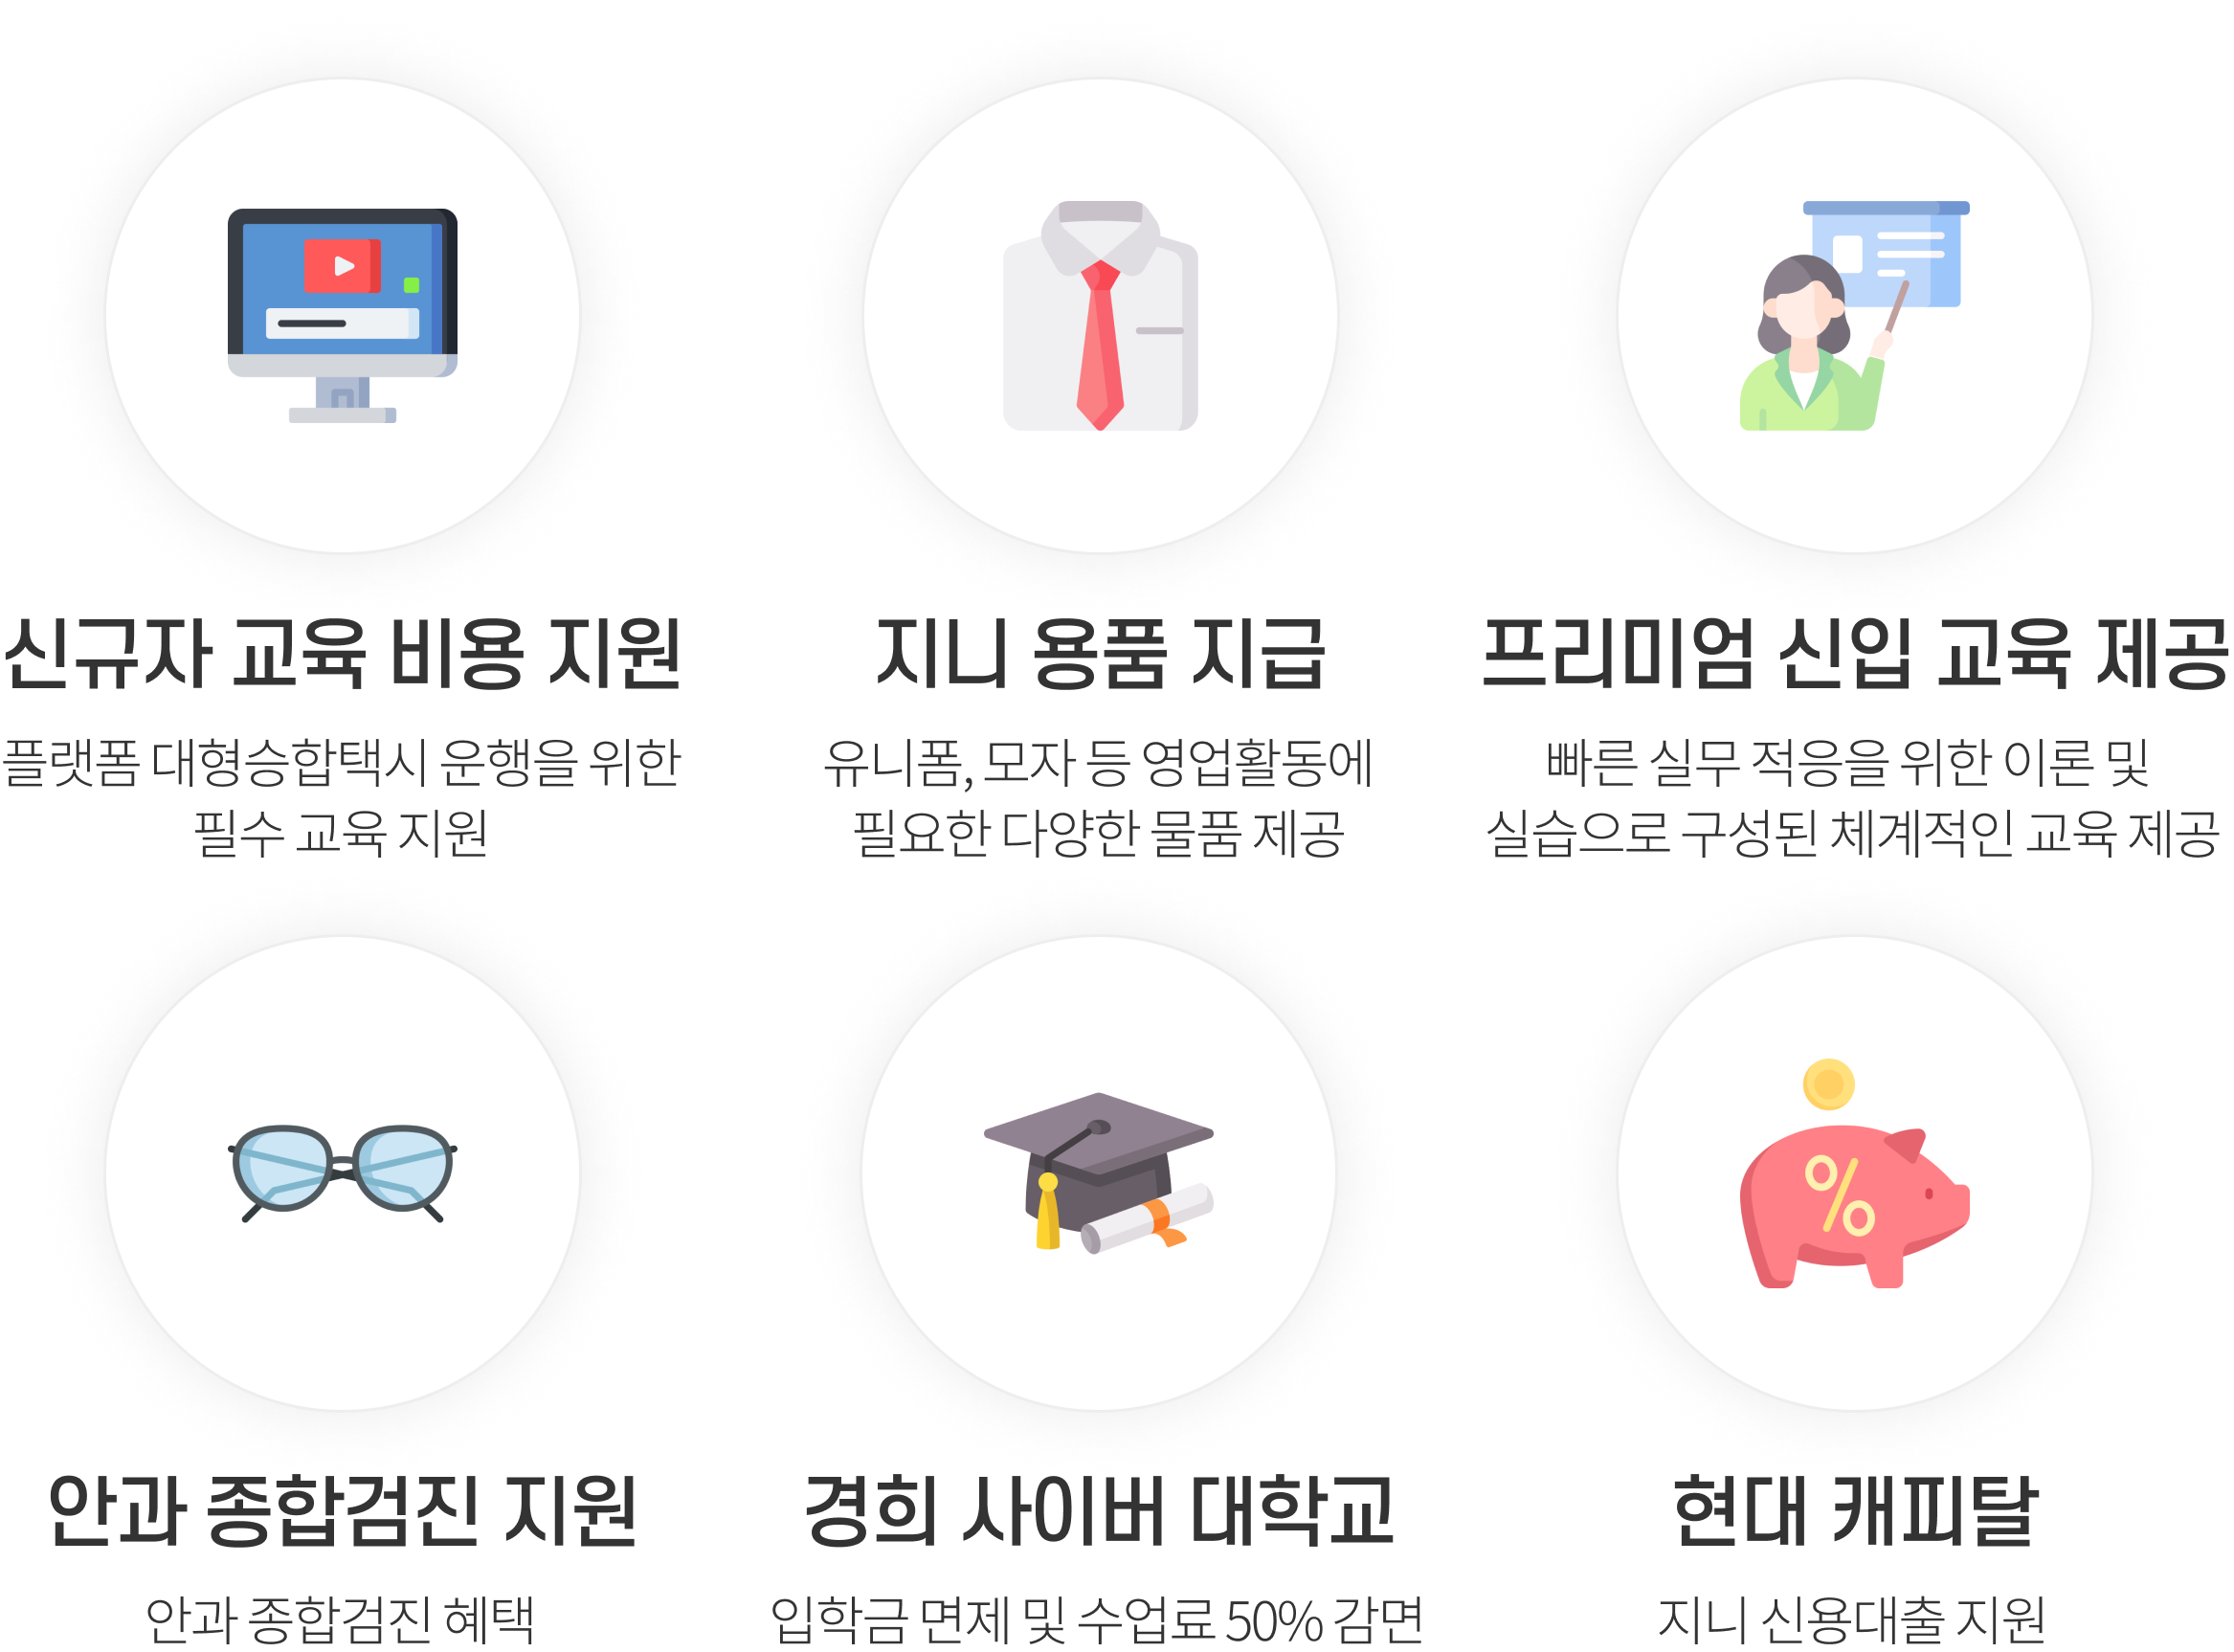 신규자 교육 비용 지원
플랫폼 대형승합택시 운행을 위한
필수 교육 지원
지니 용품 지급
유니폼, 모자 등 영업활동에
필요한 다양한 물품 제공
프리미엄 신입 교육 제공
빠른 실무 적응을 위한 이론 및
실습으로 구성된 체계적인 교육 제공
안과 종합검진 지원
안과 종합검진 혜택
경희 사이버 대학교
입학금 면제 및 수업료 50% 감면
현대 캐피탈
지니 신용대출 지원